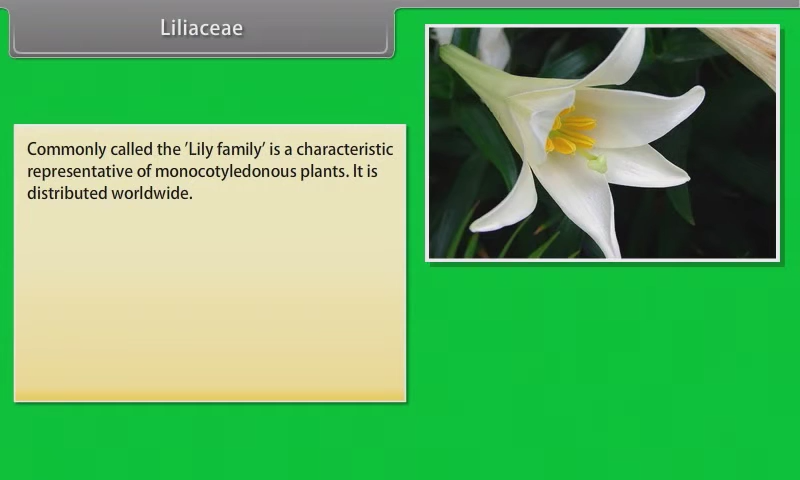 Liliaceae
Commonly called the ‘Lily family’ is a characteristic
representative of monocotyledonous plants. It is
distributed worldwide.